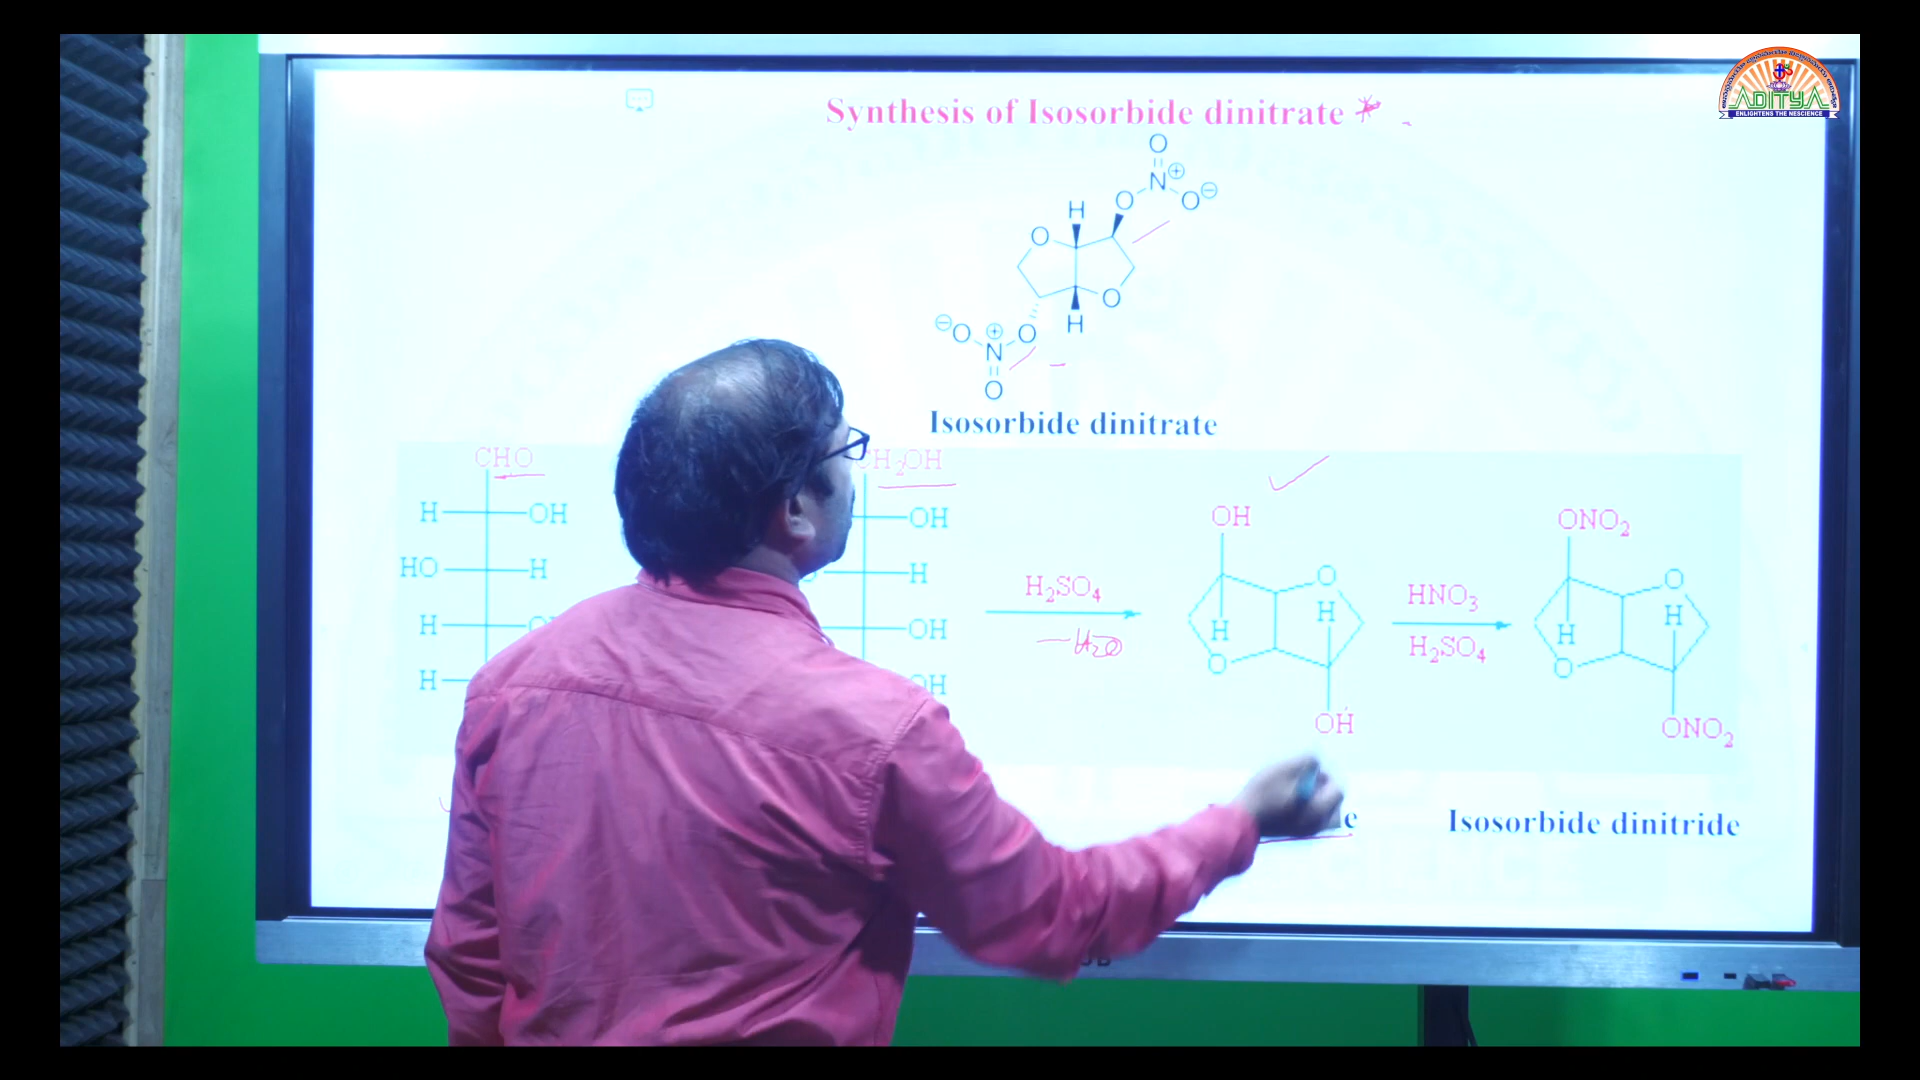 ADITYA
ENLIGHTENS THE NESCIENCE
Synthesis of Isosorbide dinitrate *
O
N⊕
O O⊖
H
O
O
H
⊖O ⊕ O
N
O
Isosorbide dinitrate
CHO
H OH
HO H
H
H
CH2OH
OH
H
OH
OH
H2SO4
-H2O
OH
O
H
H
O
OH
HNO3
H2SO4
ONO2
O
H
H
O
ONO2
Isosorbide dinitride